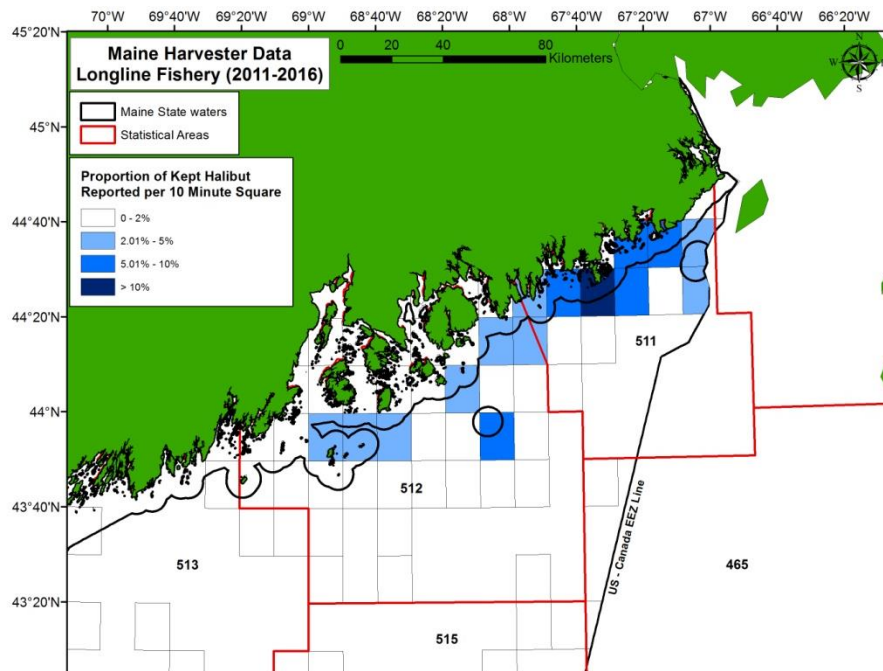 70°W 69°40'W 69°20'W 69°W 68°40'W 68°20'W 68°W 67°40'W 67°20'W 67°W 66°40'W 66°20'W
45°20'N
Maine Harvester Data
Longline Fishery (2011-2016)
0 20 40 80
Kilometers
N
W E
S
Maine State waters
Statistical Areas
45°N
Proportion of Kept Halibut
Reported per 10 Minute Square
0 - 2%
2.01% - 5%
5.01% - 10%
> 10%
44°40'N
44°20'N
511
44°N
512
43°40'N
US - Canada EEZ Line
513
465
43°20'N
515